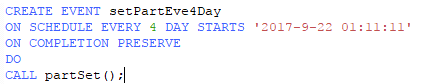 CREATE EVENT setPartEve4Day
ON SCHEDULE EVERY 4 DAY STARTS '2017-9-22 01:11:11'
ON COMPLETION PRESERVE
DO
CALL partSet();